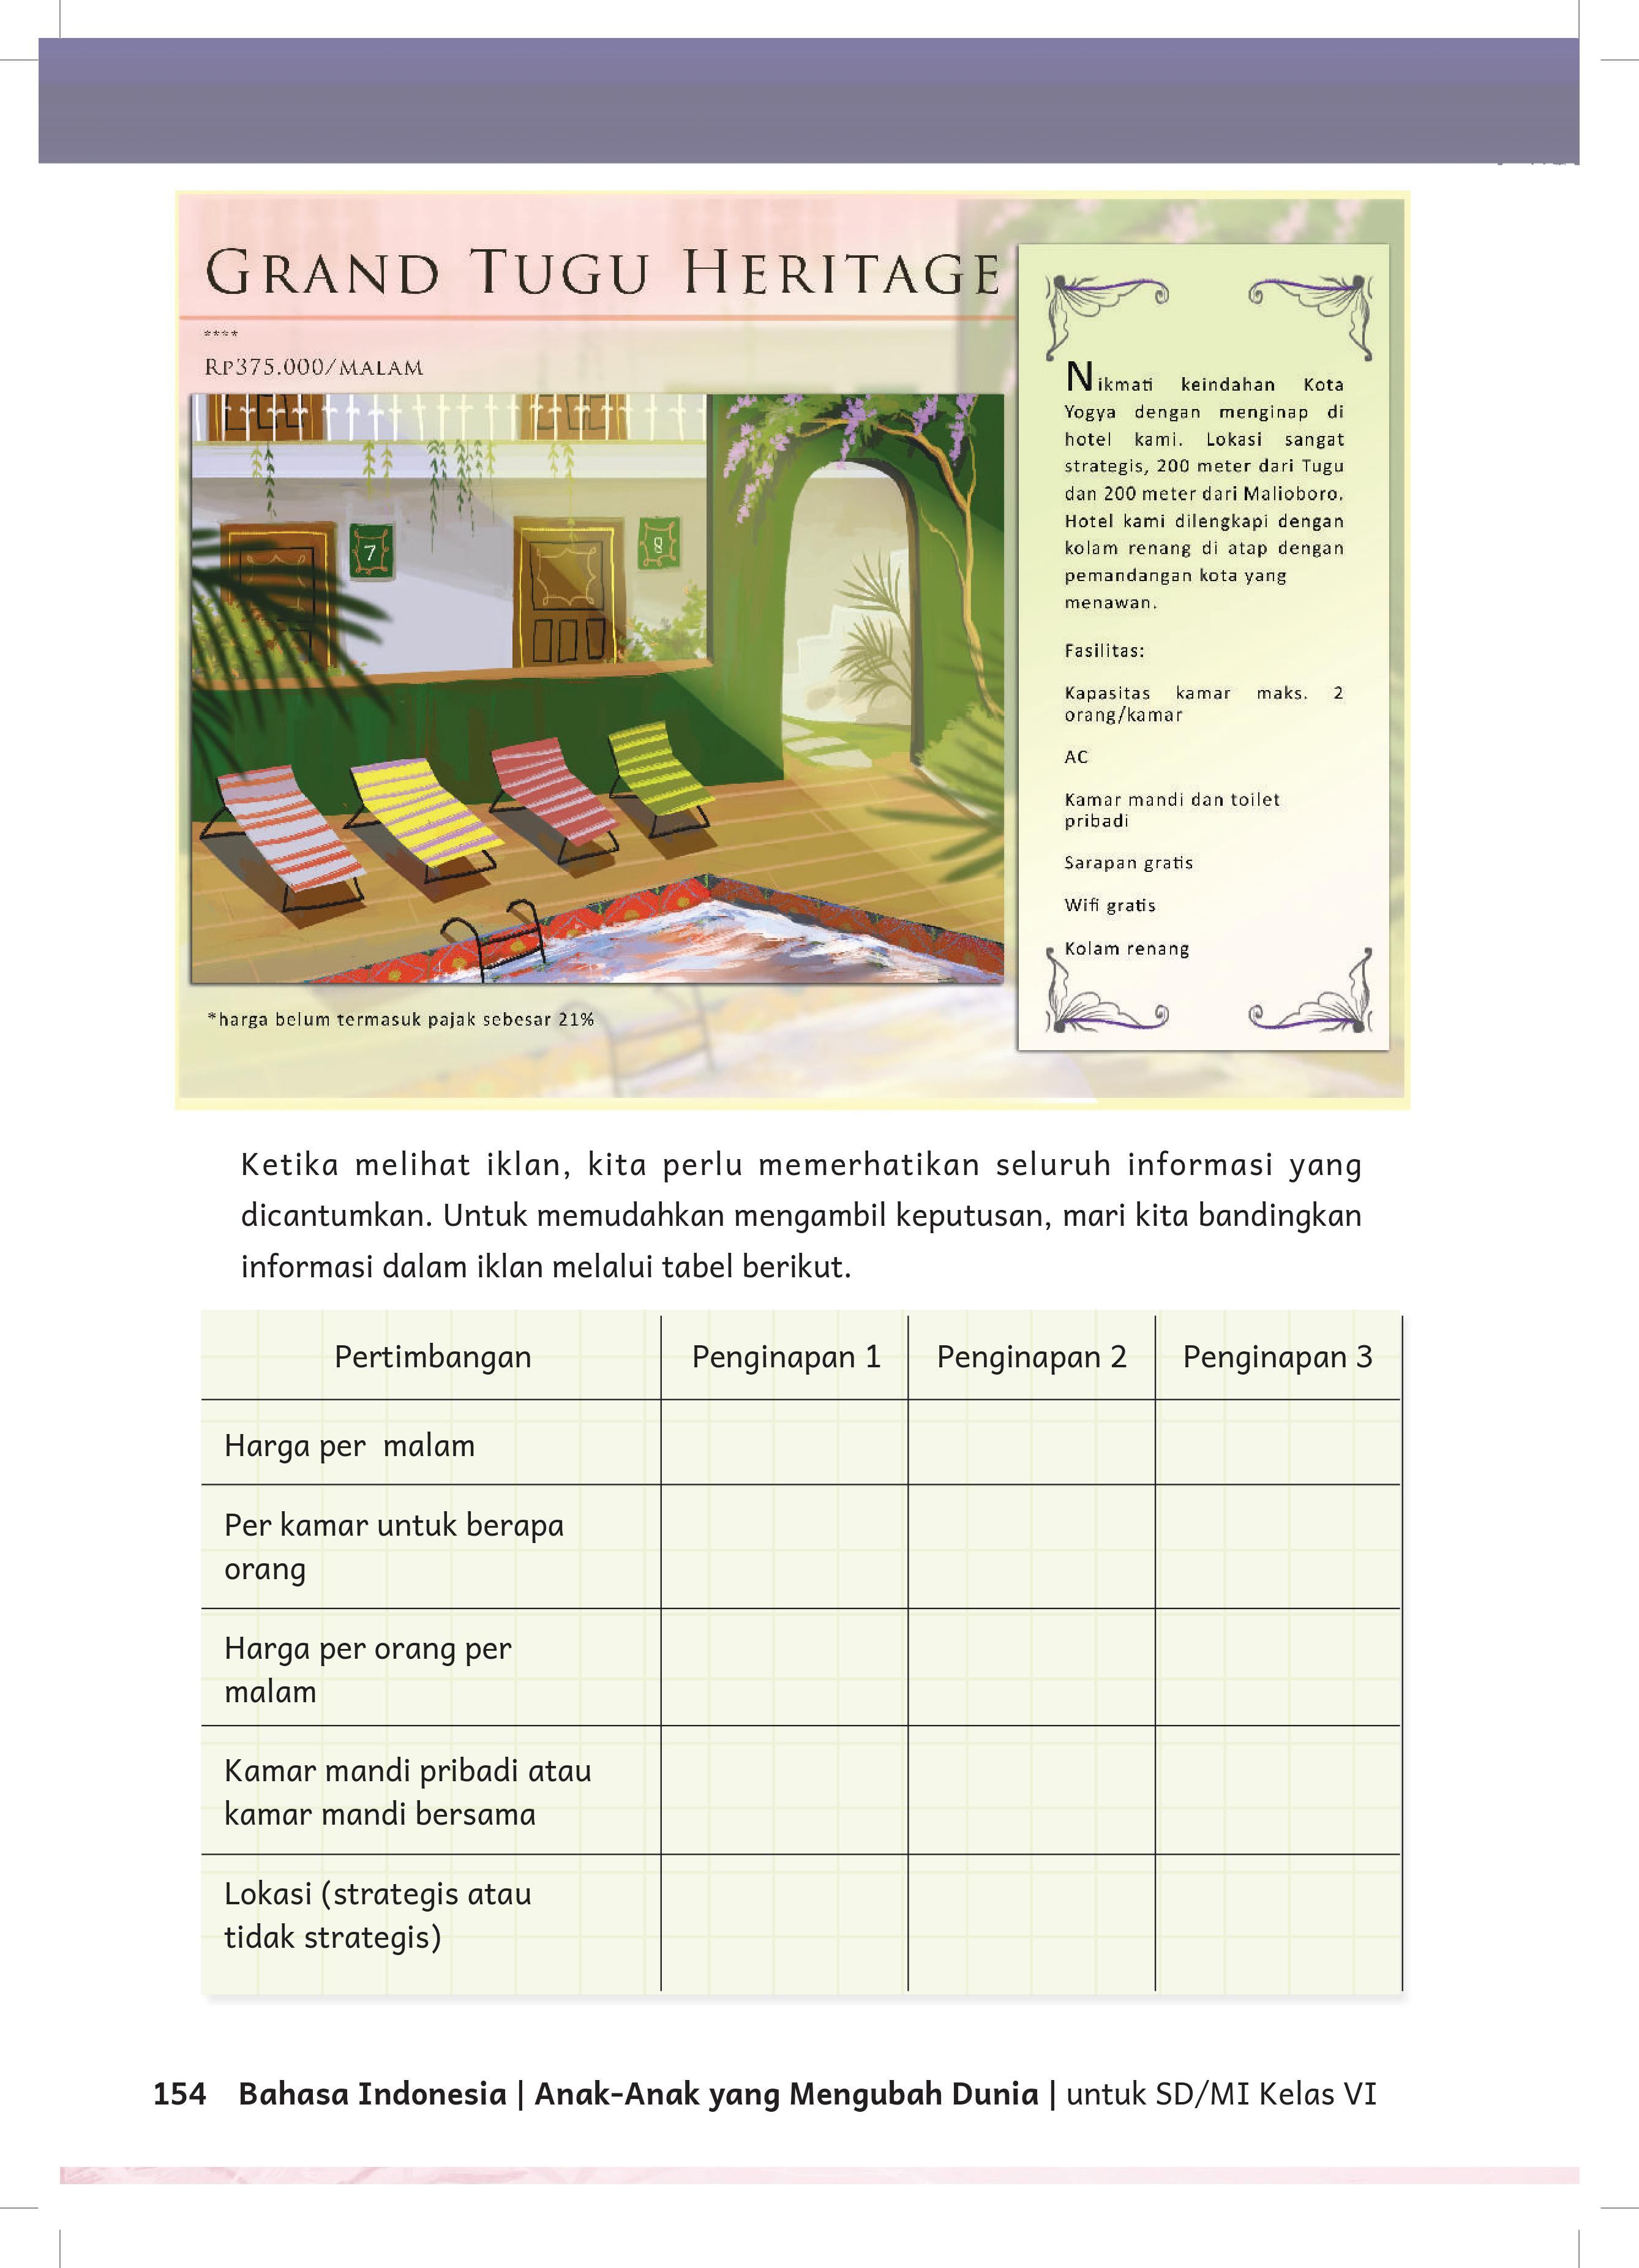 GRAND TUGU HERITAGE
****
RP375.000/MALAM
7
8
*harga belum termasuk pajak sebesar 21%
Nikmati keindahan Kota
Yogya dengan menginap di
hotel kami. Lokasi sangat
strategis, 200 meter dari Tugu
dan 200 meter dari Malioboro.
Hotel kami dilengkapi dengan
kolam renang di atap dengan
pemandangan kota yang
menawan.
Fasilitas:
Kapasitas kamar maks. 2
orang/kamar
AC
Kamar mandi dan toilet
pribadi
Sarapan gratis
Wifi gratis
Kolam renang
Ketika melihat iklan, kita perlu memerhatikan seluruh informasi yang
dicantumkan. Untuk memudahkan mengambil keputusan, mari kita bandingkan
informasi dalam iklan melalui tabel berikut.
Pertimbangan Penginapan 1 Penginapan 2 Penginapan 3
Harga per malam
Per kamar untuk berapa
orang
Harga per orang per
malam
Kamar mandi pribadi atau
kamar mandi bersama
Lokasi (strategis atau
tidak strategis)
154 Bahasa Indonesia | Anak-Anak yang Mengubah Dunia | untuk SD/MI Kelas VI